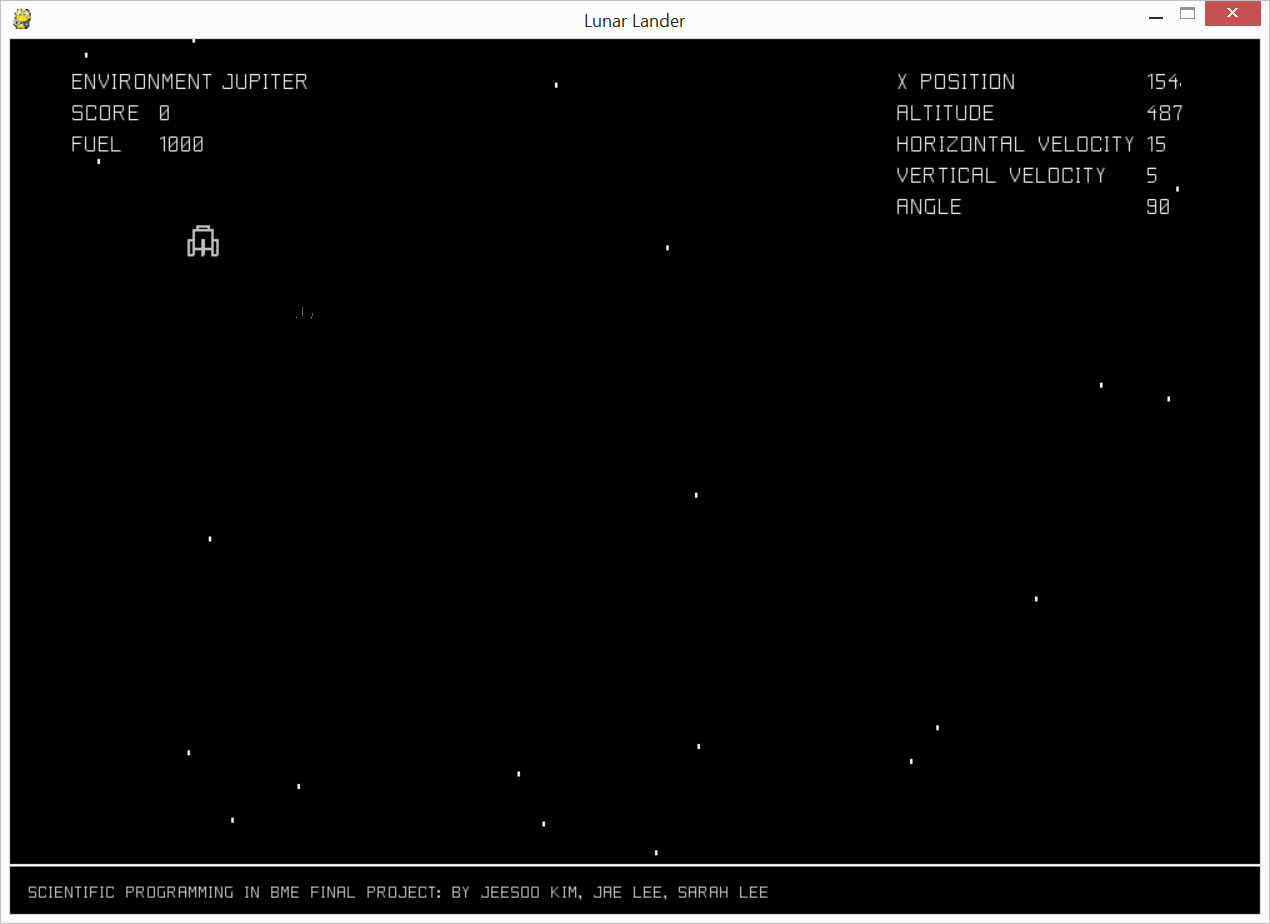 Lunar Lander
ENVIRONMENT JUPITER
SCORE 0
FUEL 1000
X POSITION 154
ALTITUDE 487
HORIZONTAL VELOCITY 15
VERTICAL VELOCITY 5
ANGLE 90
SCIENTIFIC PROGRAMMING IN BME FINAL PROJECT: BY JEESOO KIM, JAE LEE, SARAH LEE